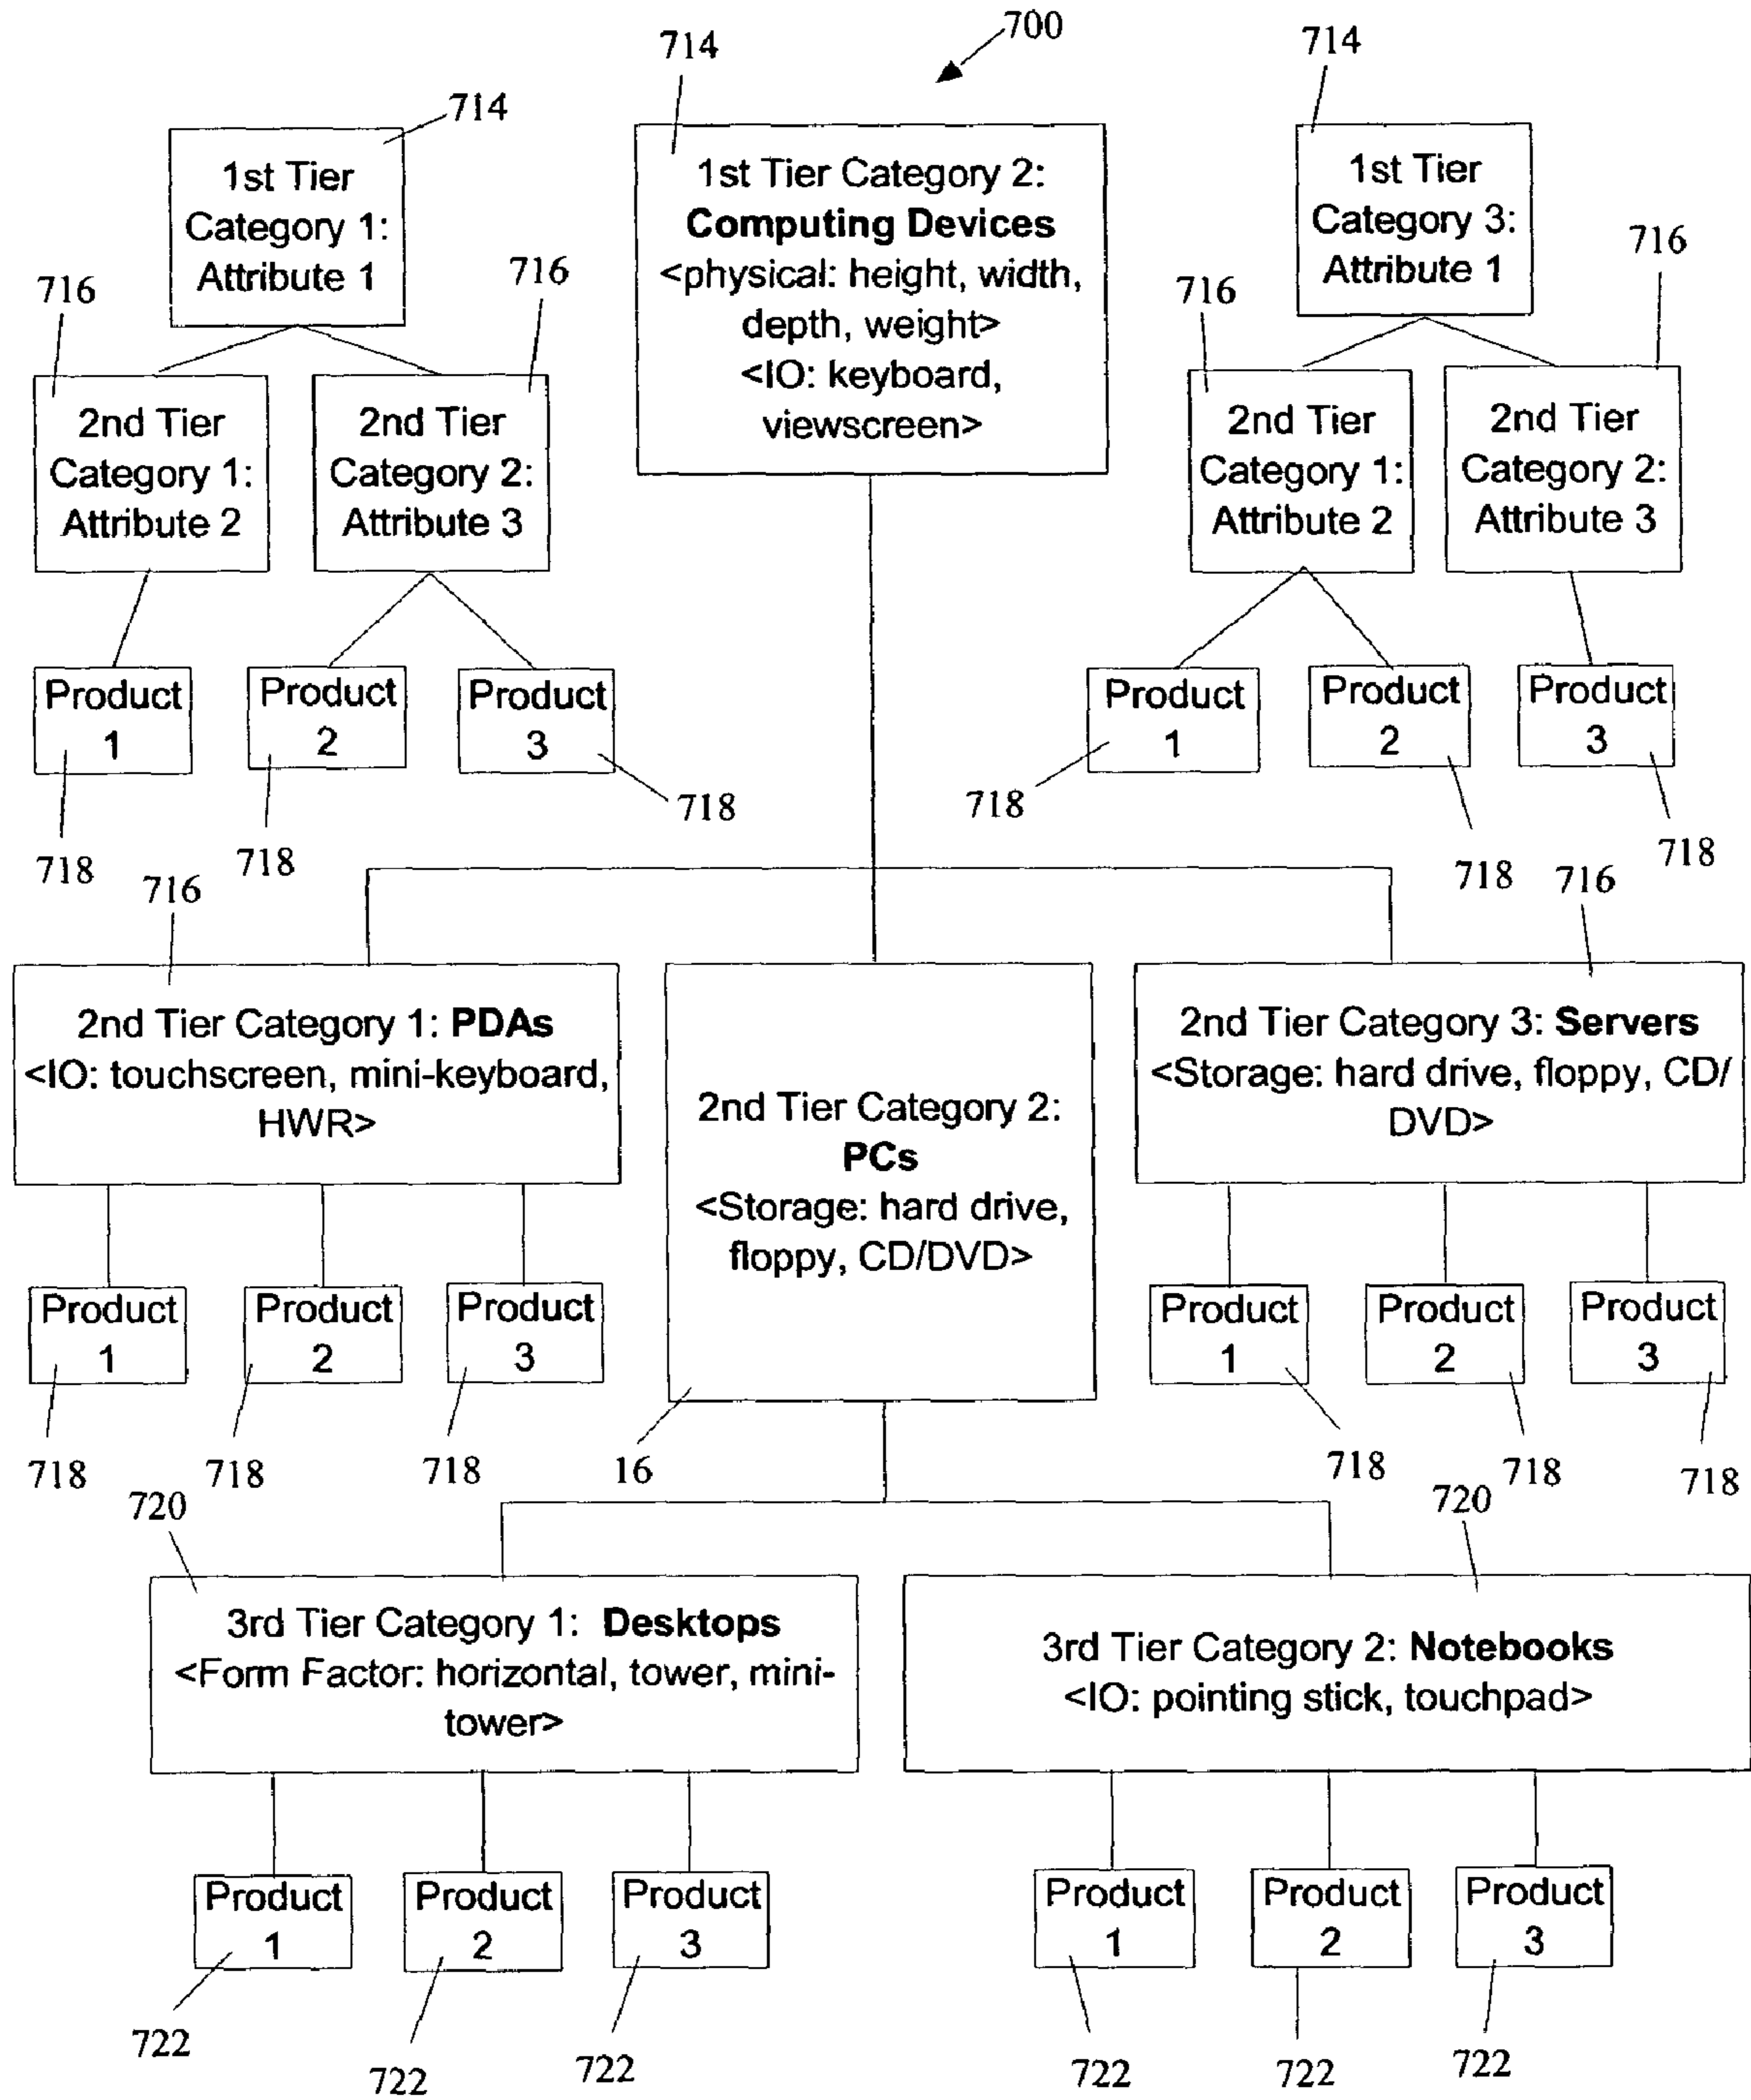 700
714
714
714
1st Tier
Category 1:
Attribute 1
1st Tier Category 2:
Computing Devices
<physical: height, width,
depth, weight>
<IO: keyboard,
viewscreen>
1st Tier
Category 3:
Attribute 1
716
716
716
716
2nd Tier
Category 1:
Attribute 2
2nd Tier
Category 2:
Attribute 3
2nd Tier
Category 1:
Attribute 2
2nd Tier
Category 2:
Attribute 3
Product
1
Product
2
Product
3
Product
1
Product
2
Product
3
718
718
718
718
718
718
716
716
2nd Tier Category 1: PDAs
<IO: touchscreen, mini-keyboard,
HWR>
2nd Tier Category 2:
PCs
<Storage: hard drive,
floppy, CD/DVD>
2nd Tier Category 3: Servers
<Storage: hard drive, floppy, CD/
DVD>
Product
1
Product
2
Product
3
Product
1
Product
2
Product
3
718
718
718
16
718
718
718
720
720
3rd Tier Category 1: Desktops
<Form Factor: horizontal, tower, mini-
tower>
3rd Tier Category 2: Notebooks
<IO: pointing stick, touchpad>
Product
1
Product
2
Product
3
Product
1
Product
2
Product
3
722
722
722
722
722
722